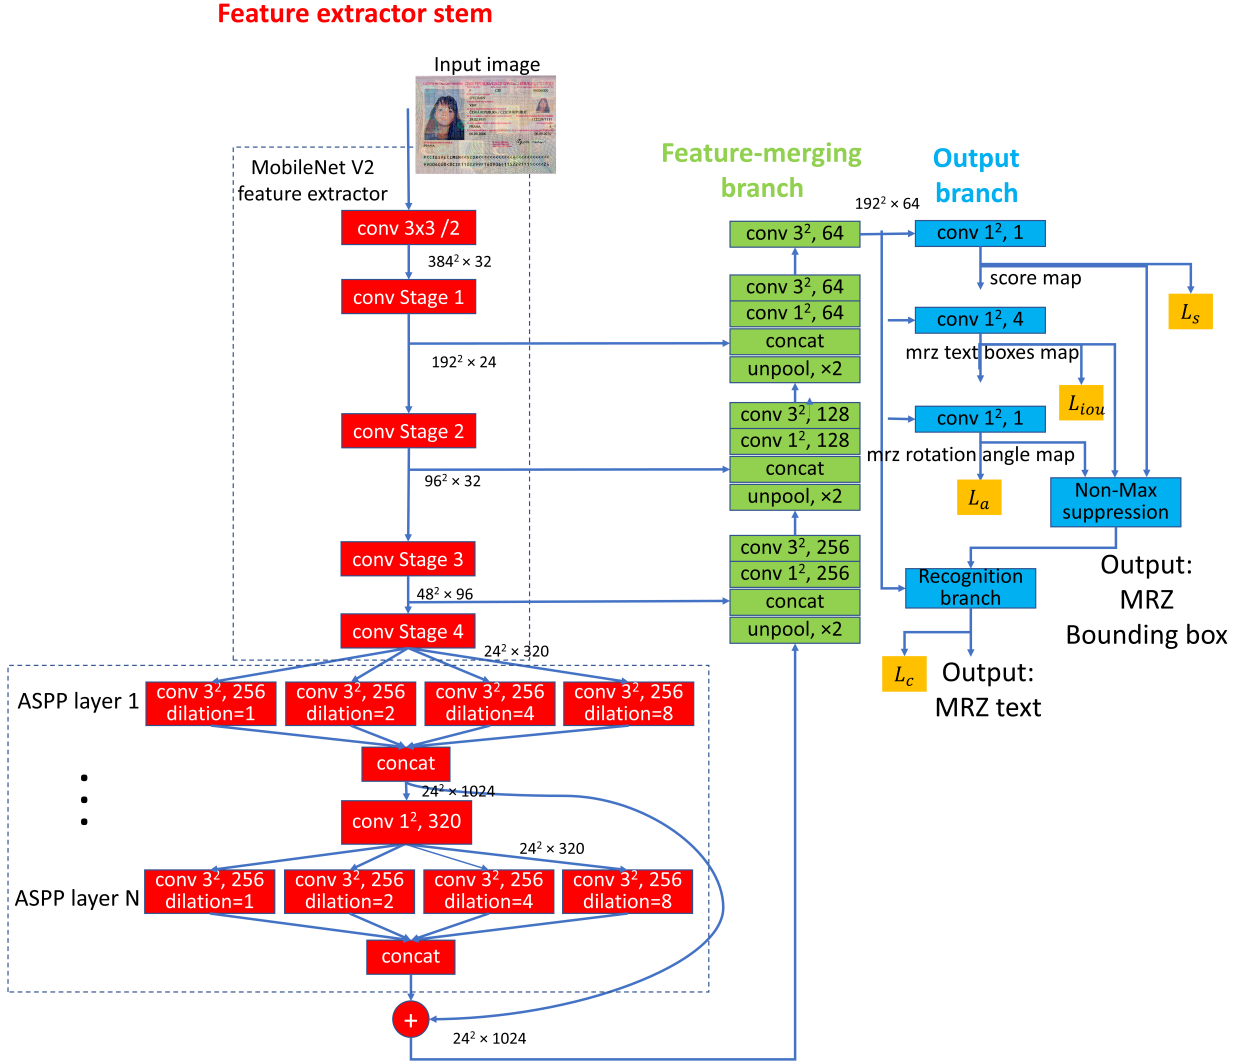 Feature extractor stem
Input image
MobileNet V2
feature extractor
conv 3x3 /2
384² × 32
conv Stage 1
192² × 24
conv Stage 2
96² × 32
conv Stage 3
48² × 96
conv Stage 4
24² × 320
ASPP layer 1
conv 3², 256
dilation=1
conv 3², 256
dilation=2
conv 3², 256
dilation=4
conv 3², 256
dilation=8
concat
24² × 1024
conv 1², 320
24² × 320
ASPP layer N
conv 3², 256
dilation=1
conv 3², 256
dilation=2
conv 3², 256
dilation=4
conv 3², 256
dilation=8
concat
+
24² × 1024
Feature-merging
branch
conv 3², 64
conv 3², 64
conv 1², 64
concat
unpool, ×2
conv 3², 128
conv 1², 128
concat
unpool, ×2
conv 3², 256
conv 1², 256
concat
unpool, ×2
Output
branch
192² × 64
conv 1², 1
score map
Lₛ
conv 1², 4
mrz text boxes map
L_iou
conv 1², 1
mrz rotation angle map
Lₐ
Non-Max
suppression
Output:
MRZ
Bounding box
Recognition
branch
L_c
Output:
MRZ text